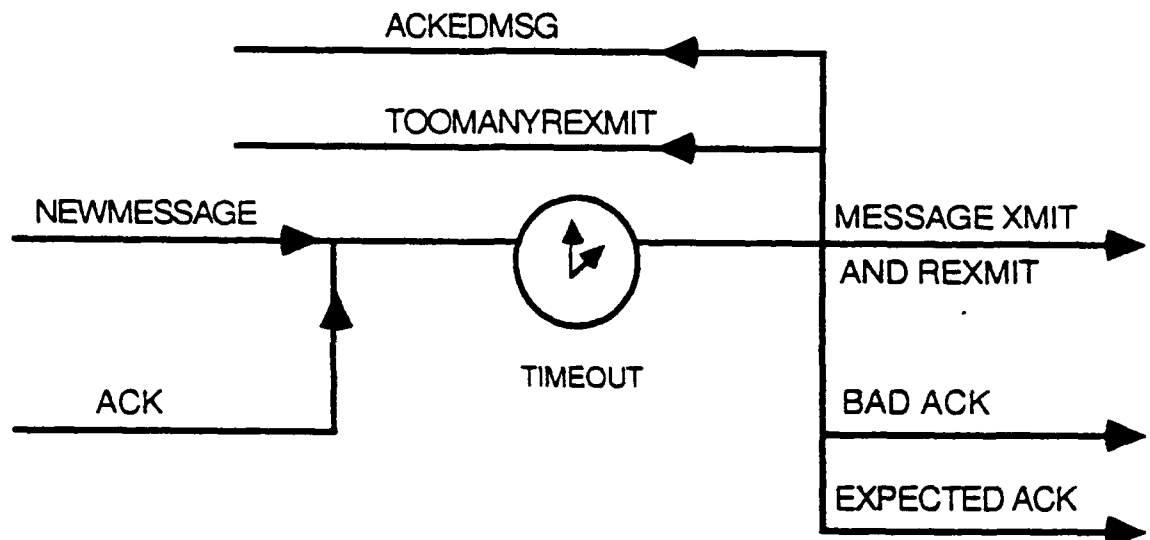 ACKEDMSG
TOOMANYREXMIT
NEWMESSAGE
MESSAGE XMIT
AND REXMIT
TIMEOUT
ACK
BAD ACK
EXPECTED ACK